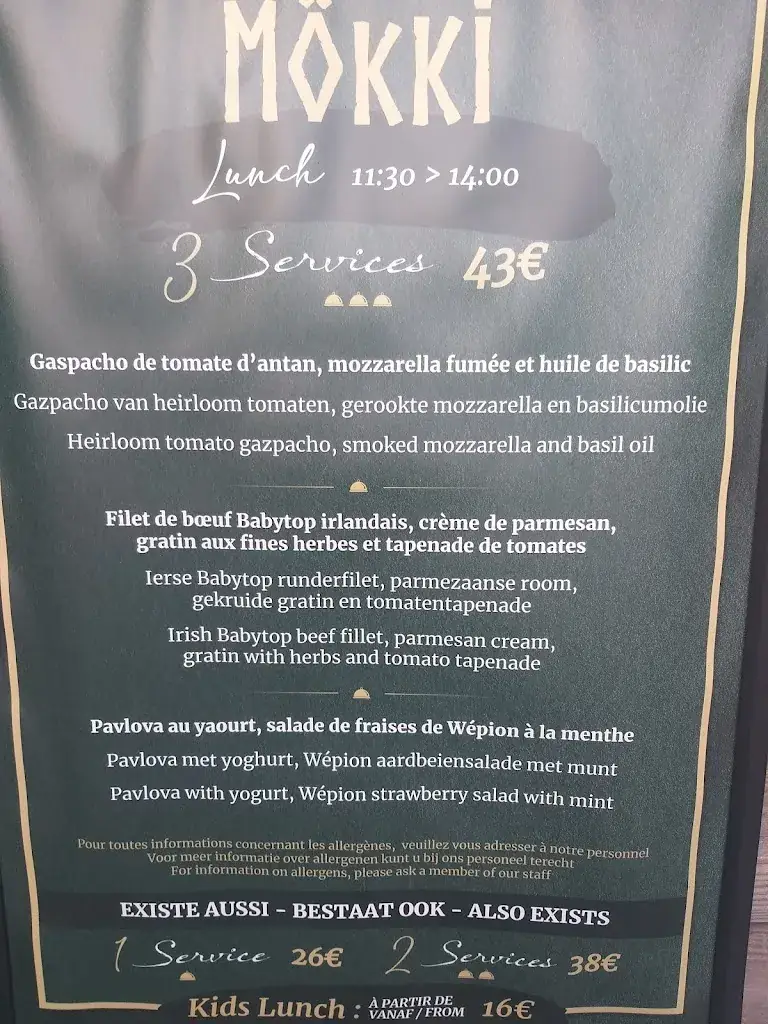 MÖKKI
Lunch 11:30 > 14:00
3 Services 43€
Gaspacho de tomate d'antan, mozzarella fumée et huile de basilic
Gazpacho van heirloom tomaten, gerookte mozzarella en basilicumolie
Heirloom tomato gazpacho, smoked mozzarella and basil oil
Filet de bœuf Babytop irlandais, crème de parmesan,
gratin aux fines herbes et tapenade de tomates
Ierse Babytop runderfilet, parmezaanse room,
gekruide gratin en tomatentapenade
Irish Babytop beef fillet, parmesan cream,
gratin with herbs and tomato tapenade
Pavlova au yaourt, salade de fraises de Wépion à la menthe
Pavlova met yoghurt, Wépion aardbeiensalade met munt
Pavlova with yogurt, Wépion strawberry salad with mint
Pour toutes informations concernant les allergènes, veuillez vous adresser à notre personnel
Voor meer informatie over allergenen kunt u bij ons personeel terecht
For information on allergens, please ask a member of our staff
EXISTE AUSSI - BESTAAT OOK - ALSO EXISTS
1 Service 26€ 2 Services 38€
Kids Lunch : À PARTIR DE VANAF / FROM 16€